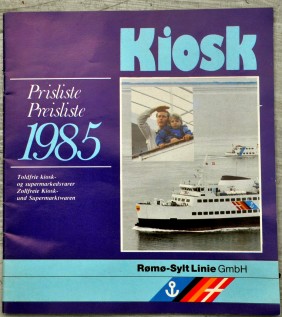 Kiosk
Prisliste
Preisliste
1985
Toldfrie kiosk-
og supermarkedsvarer
Zollfreie Kiosk-
und Supermarktwaren
Rømø-Sylt Linie GmbH